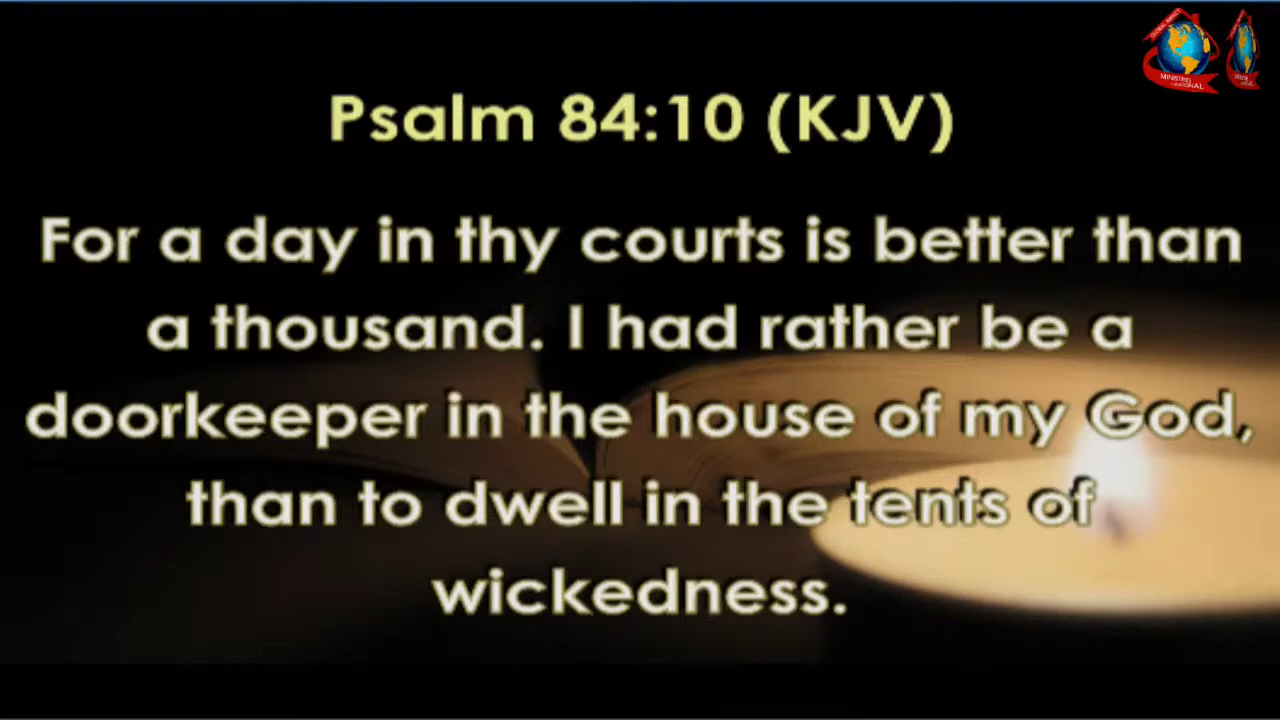 Psalm 84:10 (KJV)
For a day in thy courts is better than
a thousand. I had rather be a
doorkeeper in the house of my God,
than to dwell in the tents of
wickedness.
MINISTRIES